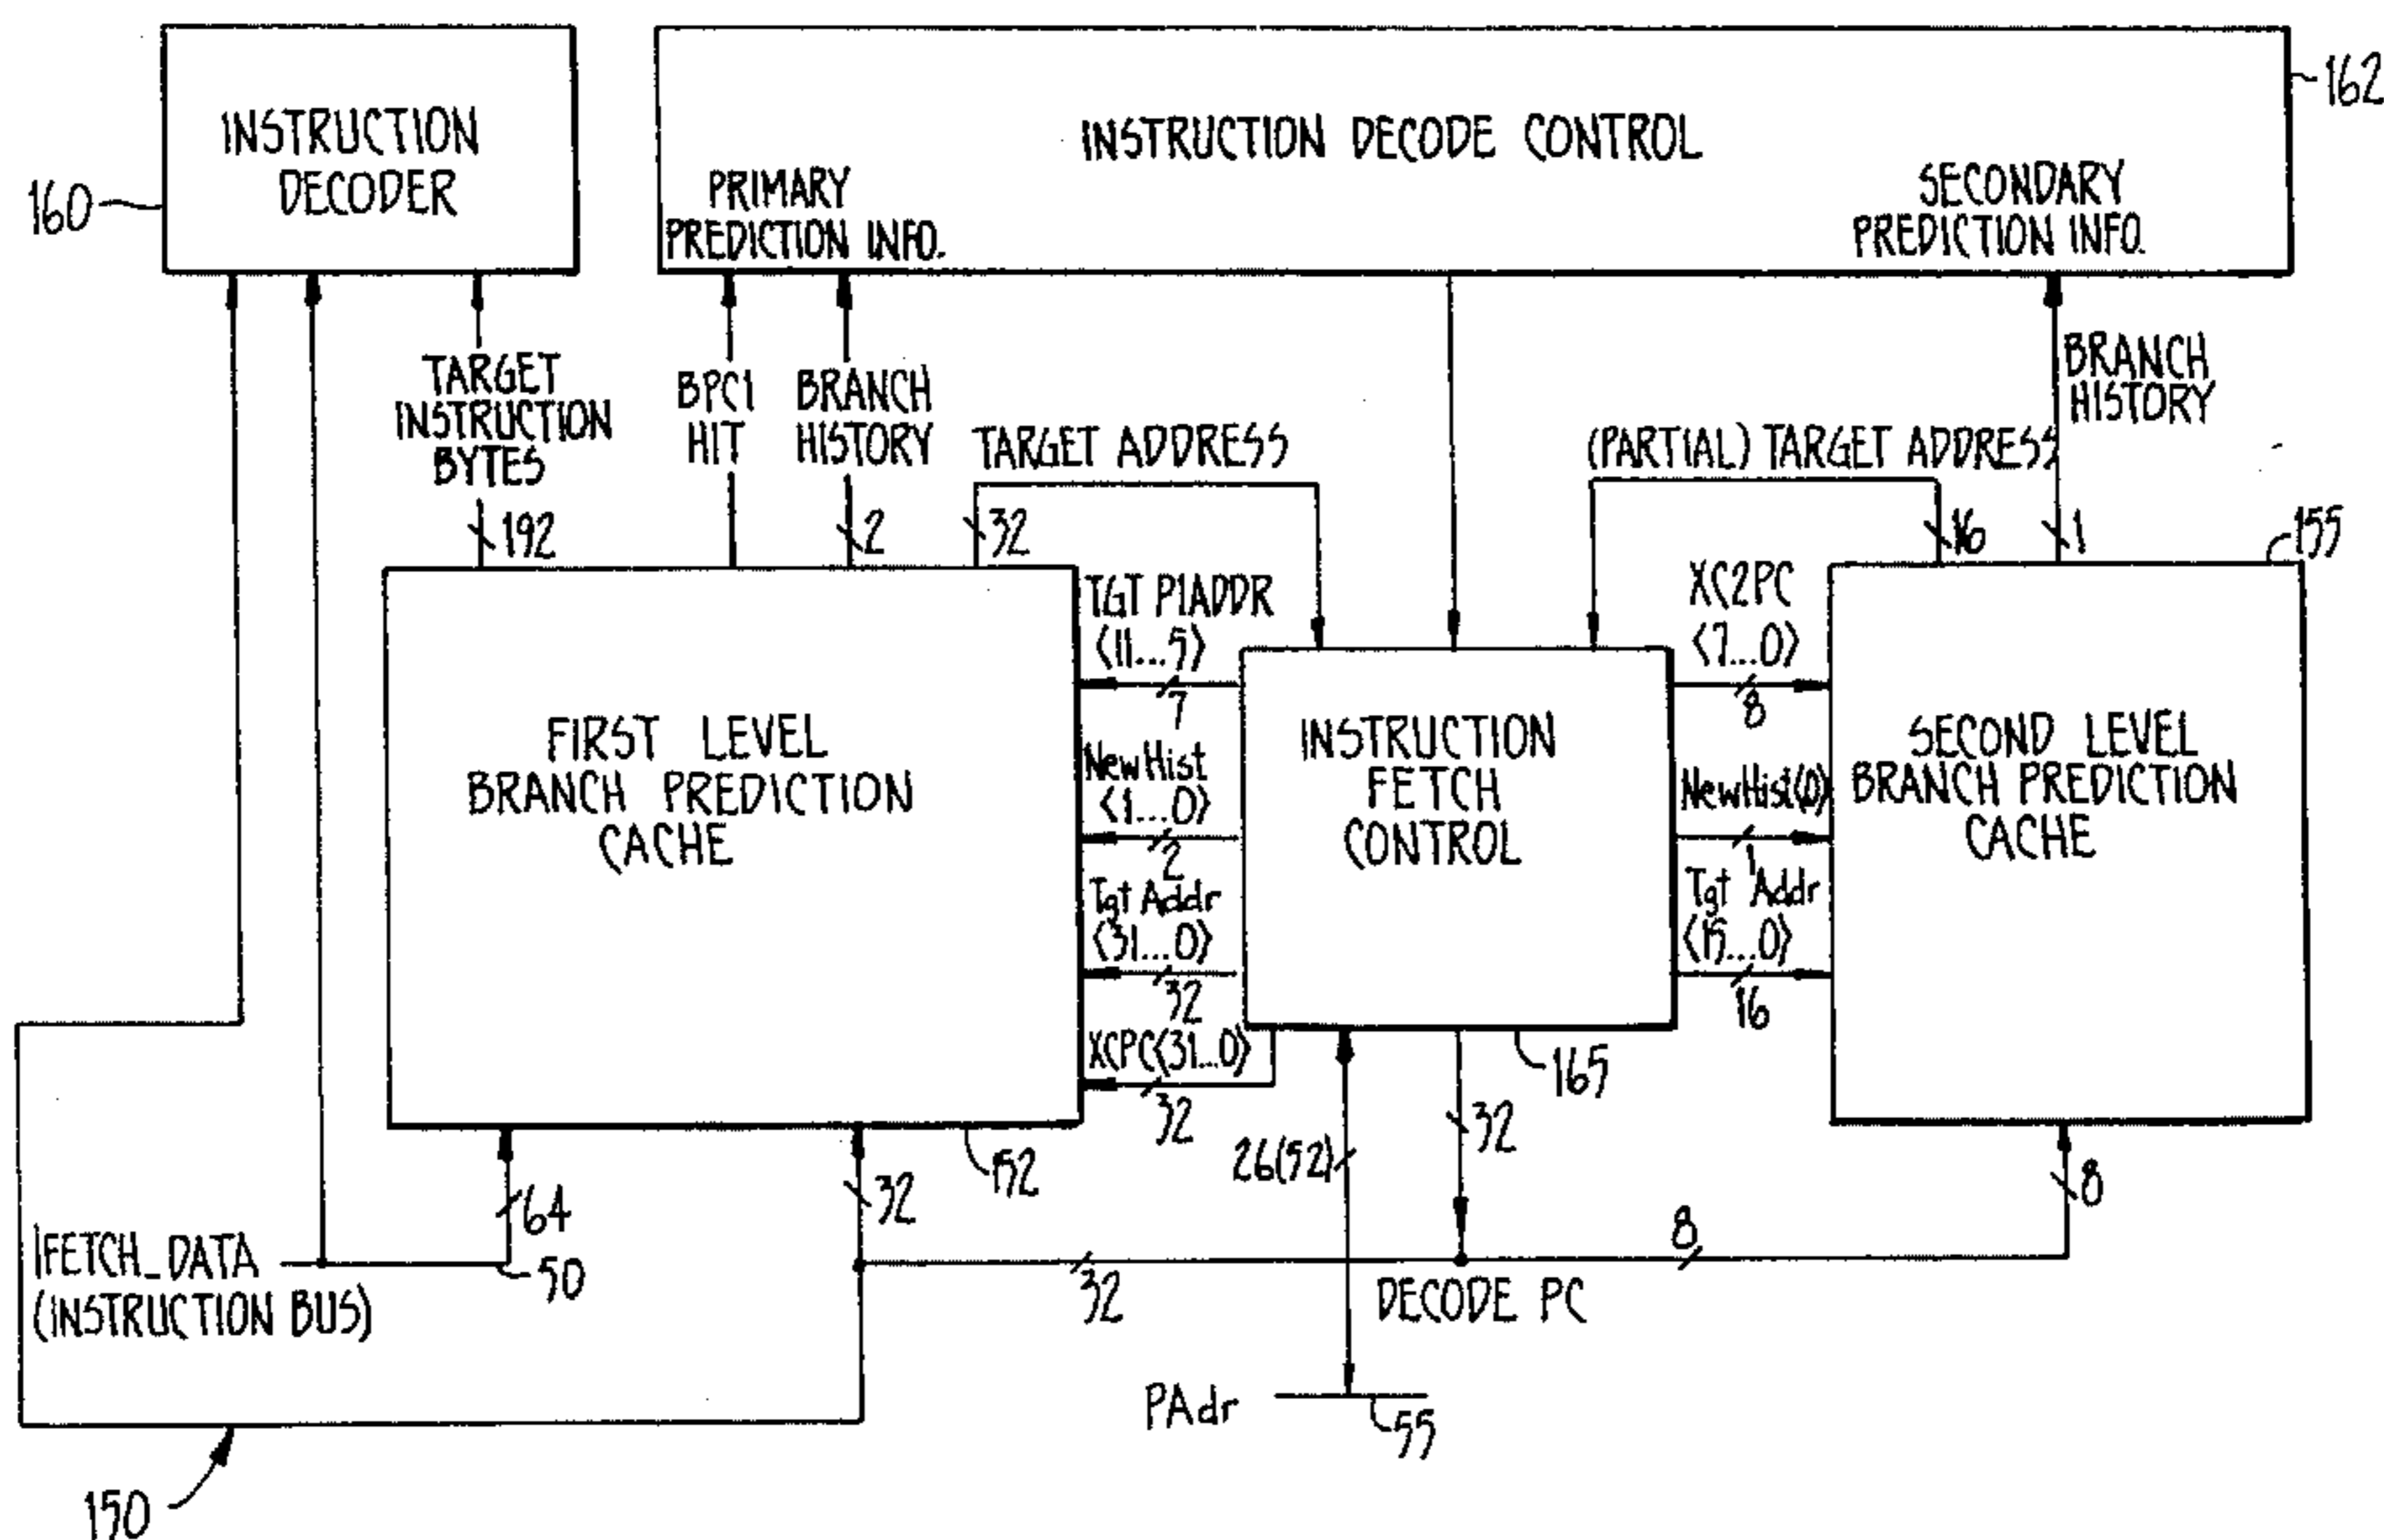 INSTRUCTION
DECODER
160
INSTRUCTION DECODE CONTROL
162
PRIMARY
PREDICTION INFO.
SECONDARY
PREDICTION INFO.
TARGET
INSTRUCTION
BYTES
192
BPC1
HIT
BRANCH
HISTORY
2
TARGET ADDRESS
32
(PARTIAL) TARGET ADDRESS
16
BRANCH
HISTORY
1
155
FIRST LEVEL
BRANCH PREDICTION
CACHE
TGT P1ADDR
<11...5>
7
NewHist
<1...0>
2
Tgt Addr
<31...0>
32
XCPC<31...0>
32
INSTRUCTION
FETCH
CONTROL
165
XC2PC
<7...0>
8
NewHist(0)
1
Tgt Addr
<15...0>
16
SECOND LEVEL
BRANCH PREDICTION
CACHE
IFETCH_DATA
(INSTRUCTION BUS)
64
50
32
152
26(52)
32
8
8
32
DECODE PC
PAdr
55
150